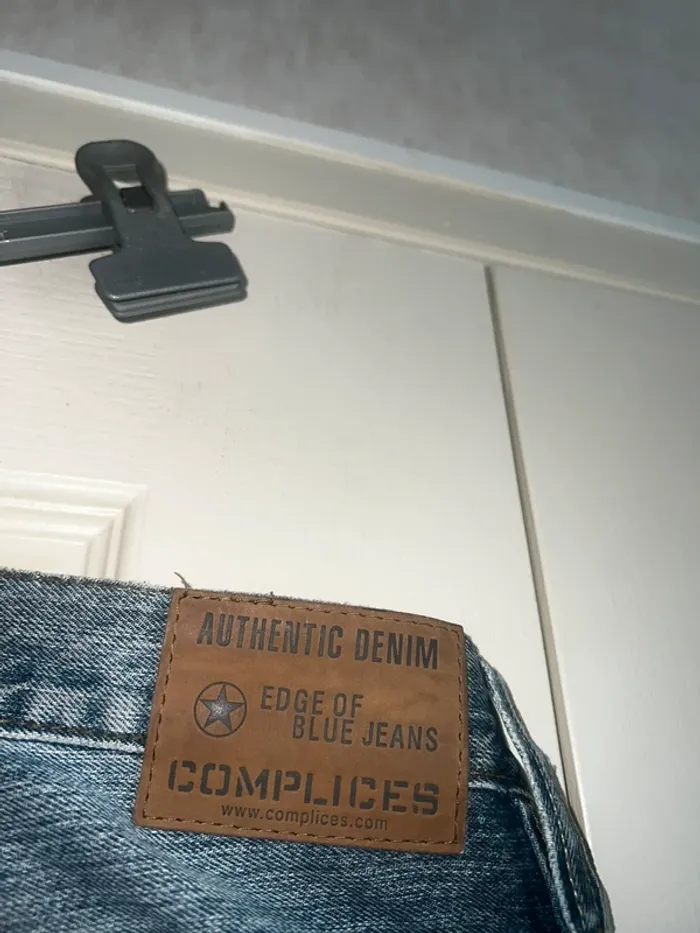 AUTHENTIC DENIM
EDGE OF
BLUE JEANS
COMPLICES
www.complices.com